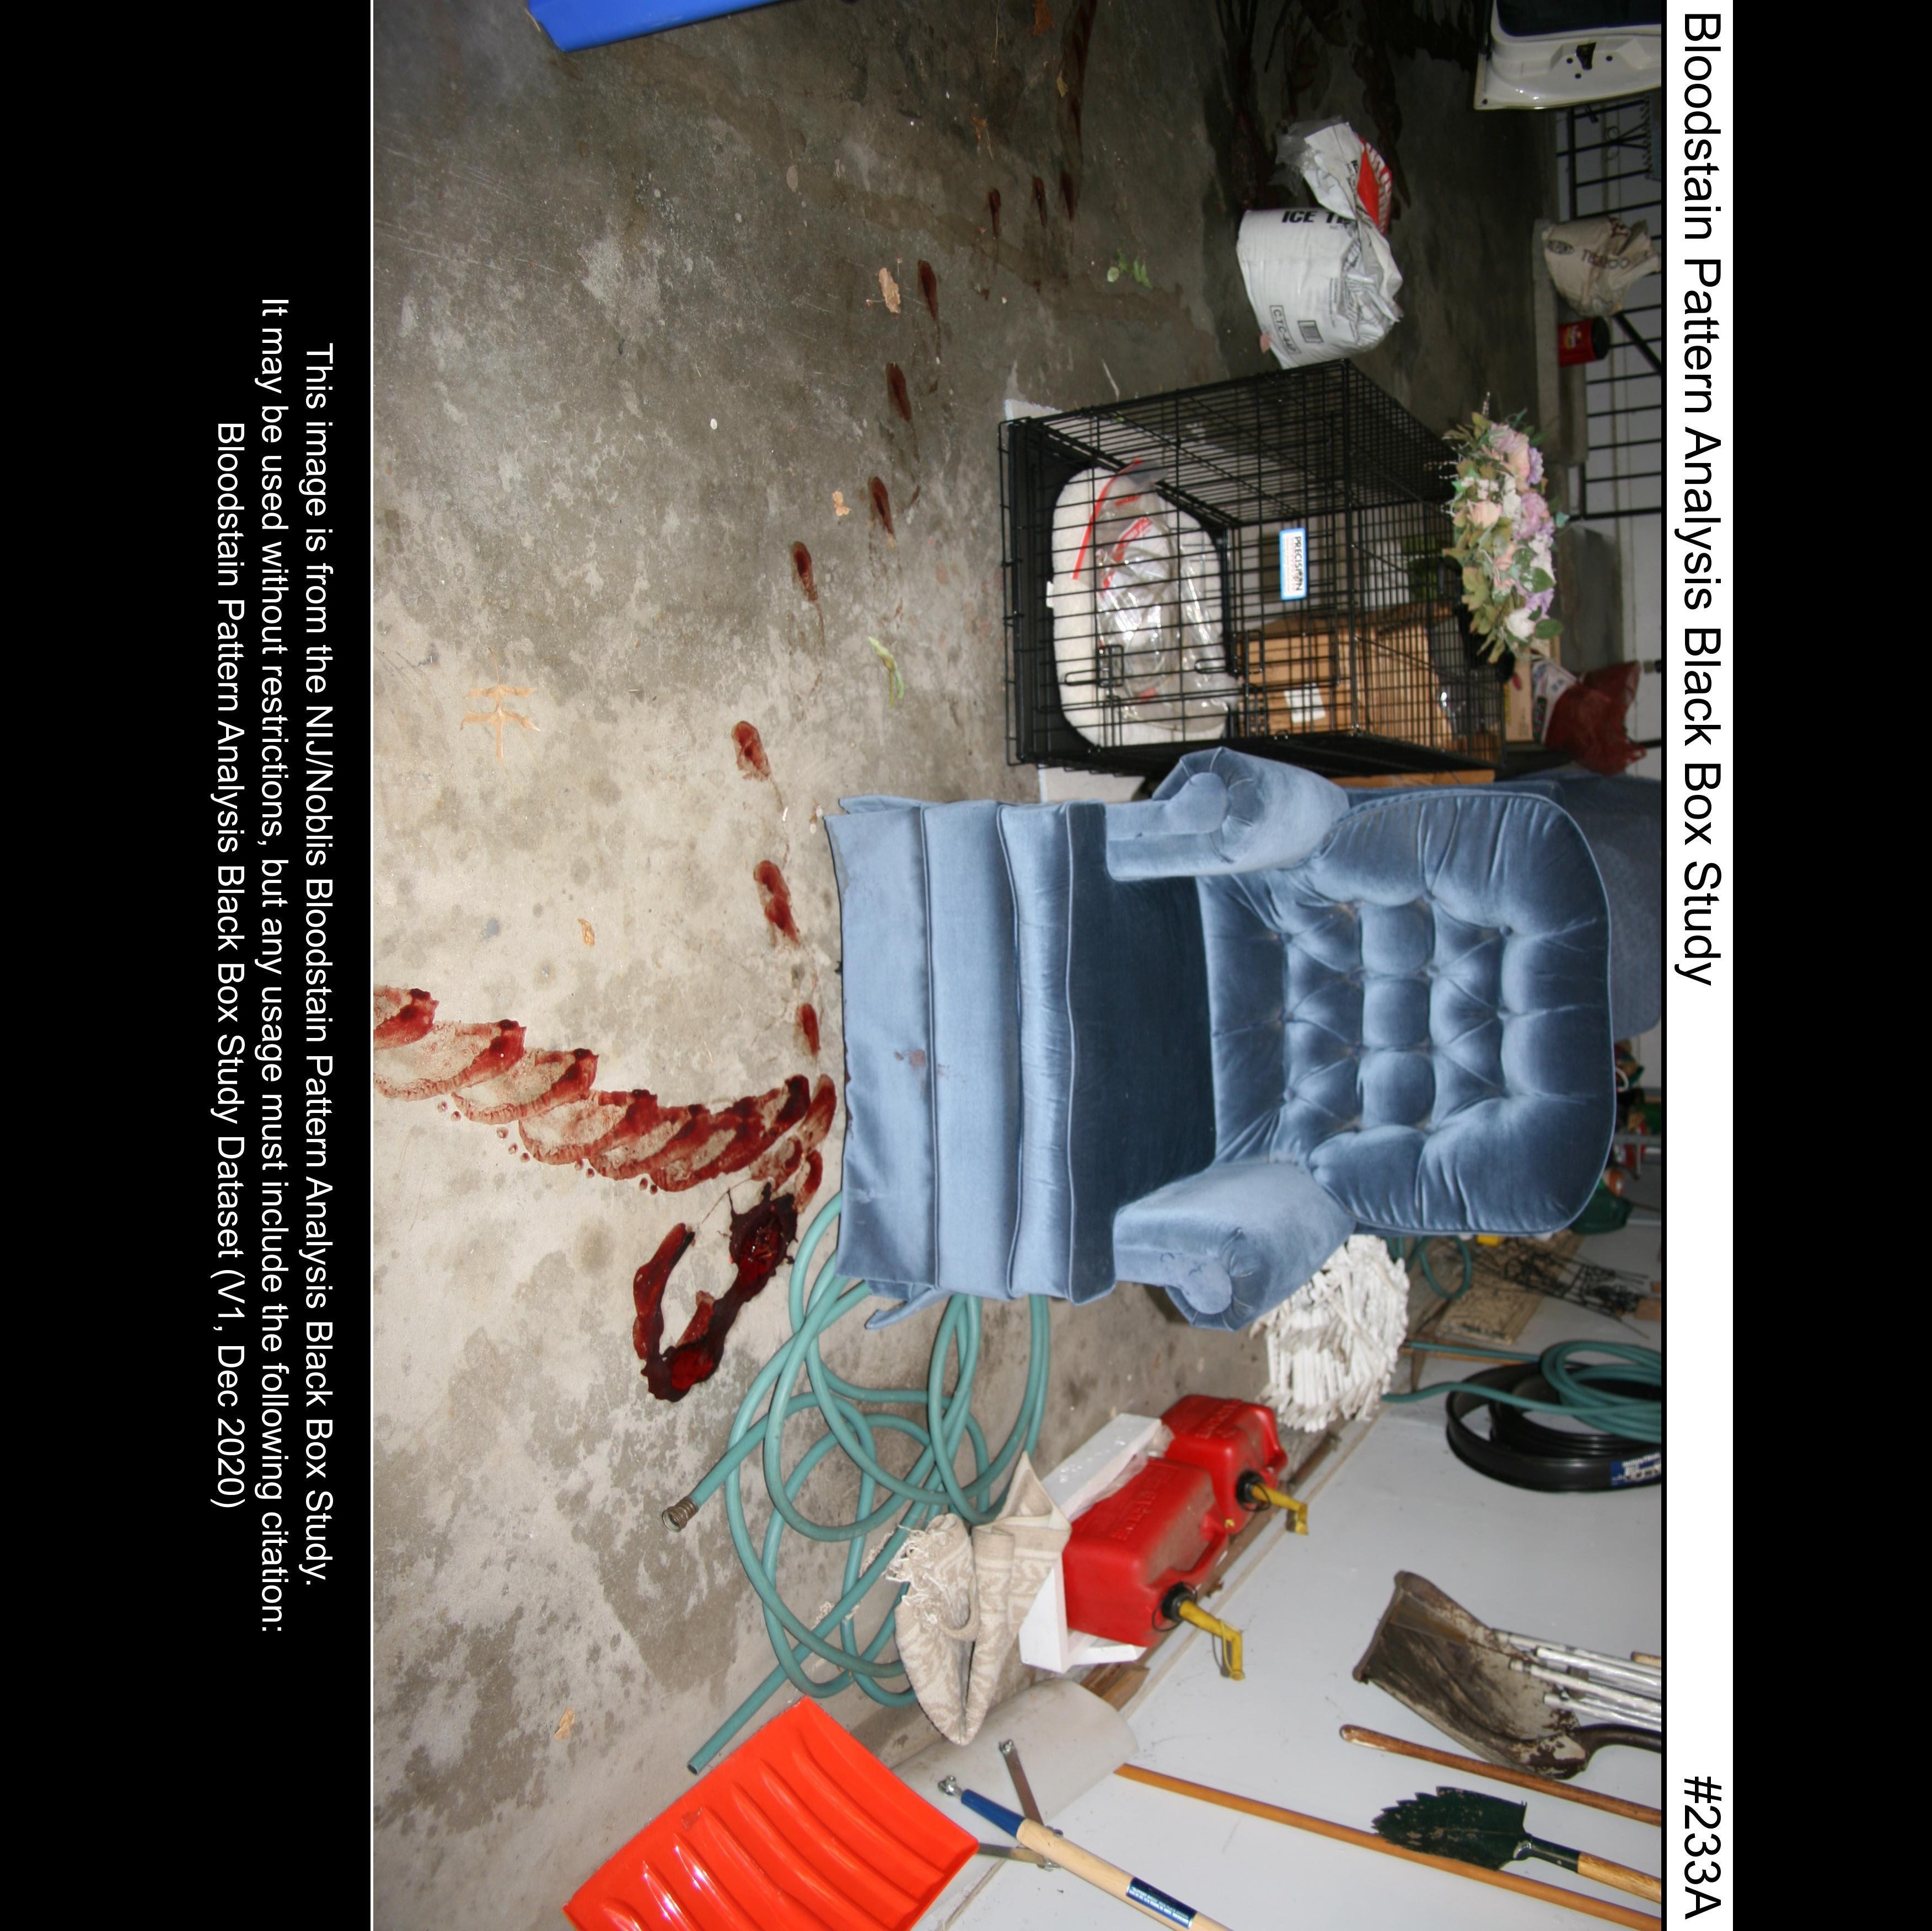 Bloodstain Pattern Analysis Black Box Study #233A
ICE
PRECISION
This image is from the NIJ/Noblis Bloodstain Pattern Analysis Black Box Study.
It may be used without restrictions, but any usage must include the following citation:
Bloodstain Pattern Analysis Black Box Study Dataset (V1, Dec 2020)